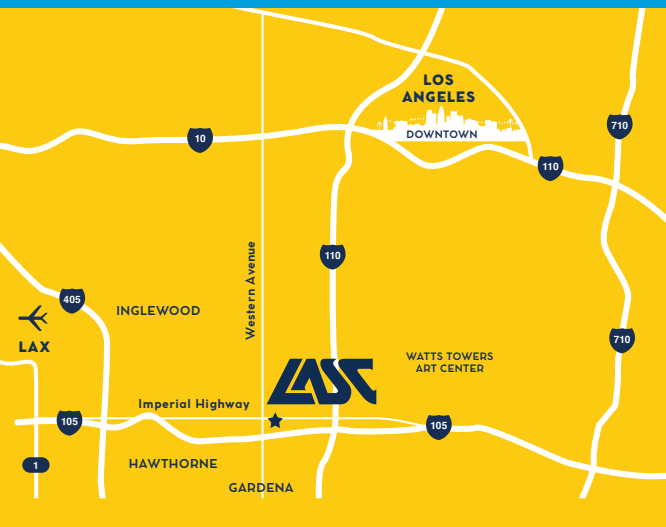 LOS
ANGELES
DOWNTOWN
710
10
110
Western Avenue
110
405
INGLEWOOD
LAX
710
WATTS TOWERS
ART CENTER
LASC
Imperial Highway
105
105
1
HAWTHORNE
GARDENA